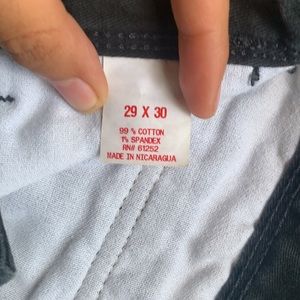 29 X 30
99 % COTTON
1% SPANDEX
RN# 61252
MADE IN NICARAGUA